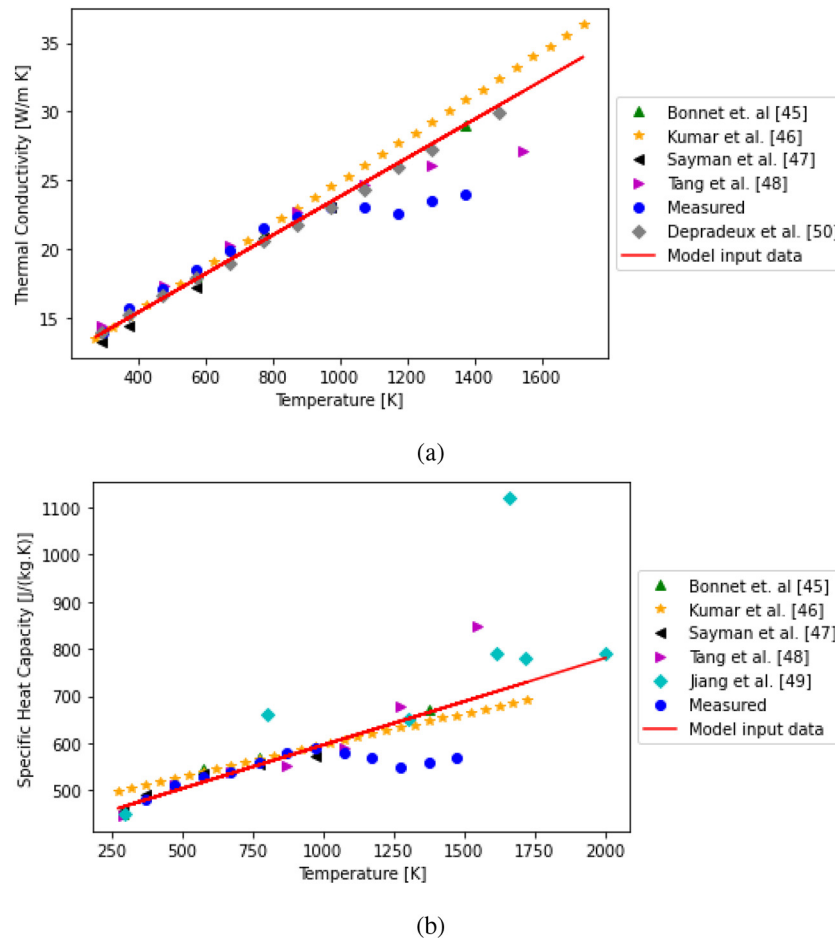 35
30
25
20
15
Thermal Conductivity [W/m K]
400 600 800 1000 1200 1400 1600
Temperature [K]
Bonnet et. al [45]
Kumar et al. [46]
Sayman et al. [47]
Tang et al. [48]
Measured
Depradeux et al. [50]
Model input data
(a)
1100
1000
900
800
700
600
500
Specific Heat Capacity [J/(kg.K)]
250 500 750 1000 1250 1500 1750 2000
Temperature [K]
Bonnet et. al [45]
Kumar et al. [46]
Sayman et al. [47]
Tang et al. [48]
Jiang et al. [49]
Measured
Model input data
(b)